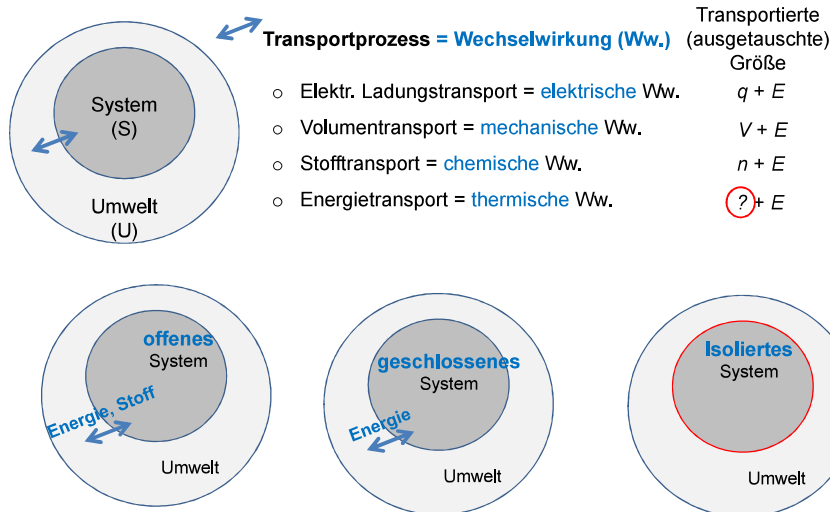 Transportprozess = Wechselwirkung (Ww.)
Transportierte
(ausgetauschte)
Größe
System
(S)
Umwelt
(U)
o Elektr. Ladungstransport = elektrische Ww. q + E
o Volumentransport = mechanische Ww. V + E
o Stofftransport = chemische Ww. n + E
o Energietransport = thermische Ww. ? + E
offenes
System
Energie, Stoff
Umwelt
geschlossenes
System
Energie
Umwelt
Isoliertes
System
Umwelt